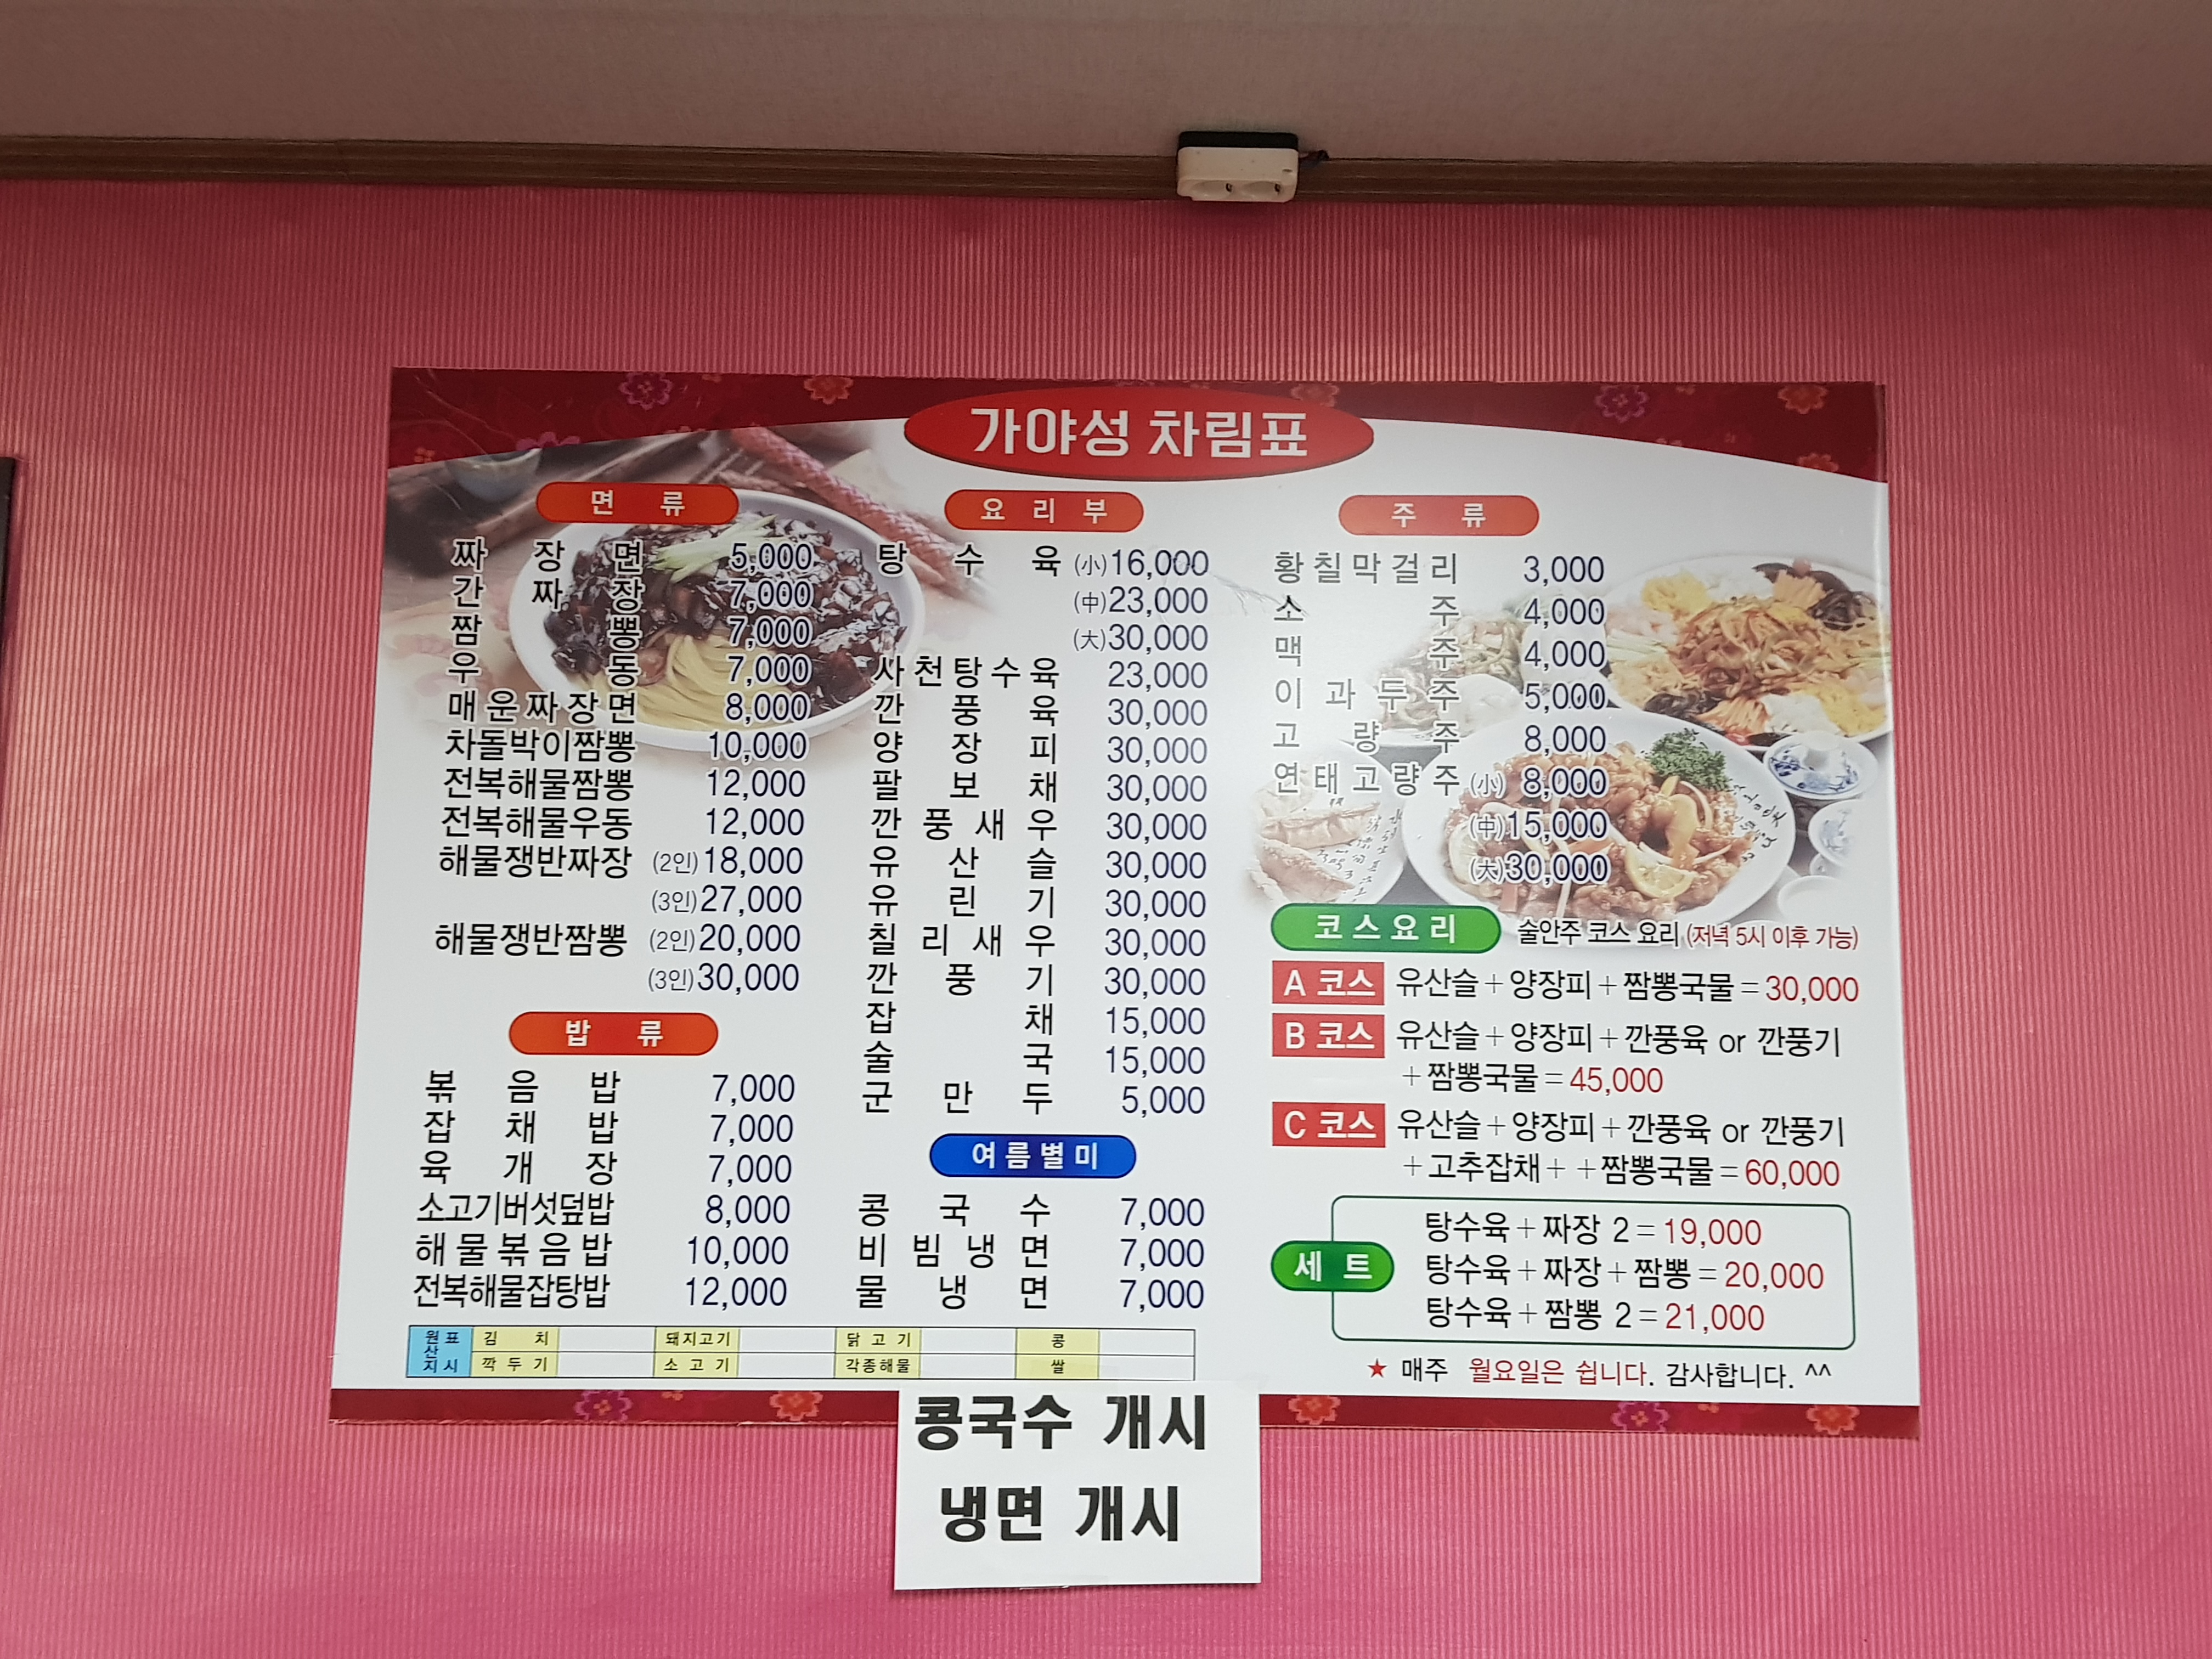 가야성 차림표
면 류
짜장면 5,000
간짜장 7,000
짬뽕 7,000
우동 7,000
매운짜장면 8,000
차돌박이짬뽕 10,000
전복해물짬뽕 12,000
전복해물우동 12,000
해물쟁반짜장 (2인) 18,000
(3인) 27,000
해물쟁반짬뽕 (2인) 20,000
(3인) 30,000
밥 류
볶음밥 7,000
잡채밥 7,000
육개장 7,000
소고기버섯덮밥 8,000
해물볶음밥 10,000
전복해물잡탕밥 12,000
요리부
탕수육 (小) 16,000
(中) 23,000
(大) 30,000
사천탕수육 23,000
깐풍육 30,000
양장피 30,000
팔보채 30,000
깐풍새우 30,000
유산슬 30,000
유린기 30,000
칠리새우 30,000
깐풍기 30,000
잡채 15,000
술국 15,000
군만두 5,000
여름별미
콩국수 7,000
비빔냉면 7,000
물냉면 7,000
주 류
황칠막걸리 3,000
소주 4,000
맥주 4,000
이과두주 5,000
고량주 8,000
연태고량주 (小) 8,000
(中) 15,000
(大) 30,000
코스요리 술안주 코스 요리 (저녁 5시 이후 가능)
A 코스 유산슬+양장피+짬뽕국물=30,000
B 코스 유산슬+양장피+깐풍육 or 깐풍기
+짬뽕국물=45,000
C 코스 유산슬+양장피+깐풍육 or 깐풍기
+고추잡채+ +짬뽕국물=60,000
세 트
탕수육+짜장 2=19,000
탕수육+짜장+짬뽕=20,000
탕수육+짬뽕 2=21,000
★ 매주 월요일은 쉽니다. 감사합니다. ^^
원산지표시
김치 돼지고기 닭고기 콩
깍두기 소고기 각종해물 쌀
콩국수 개시
냉면 개시